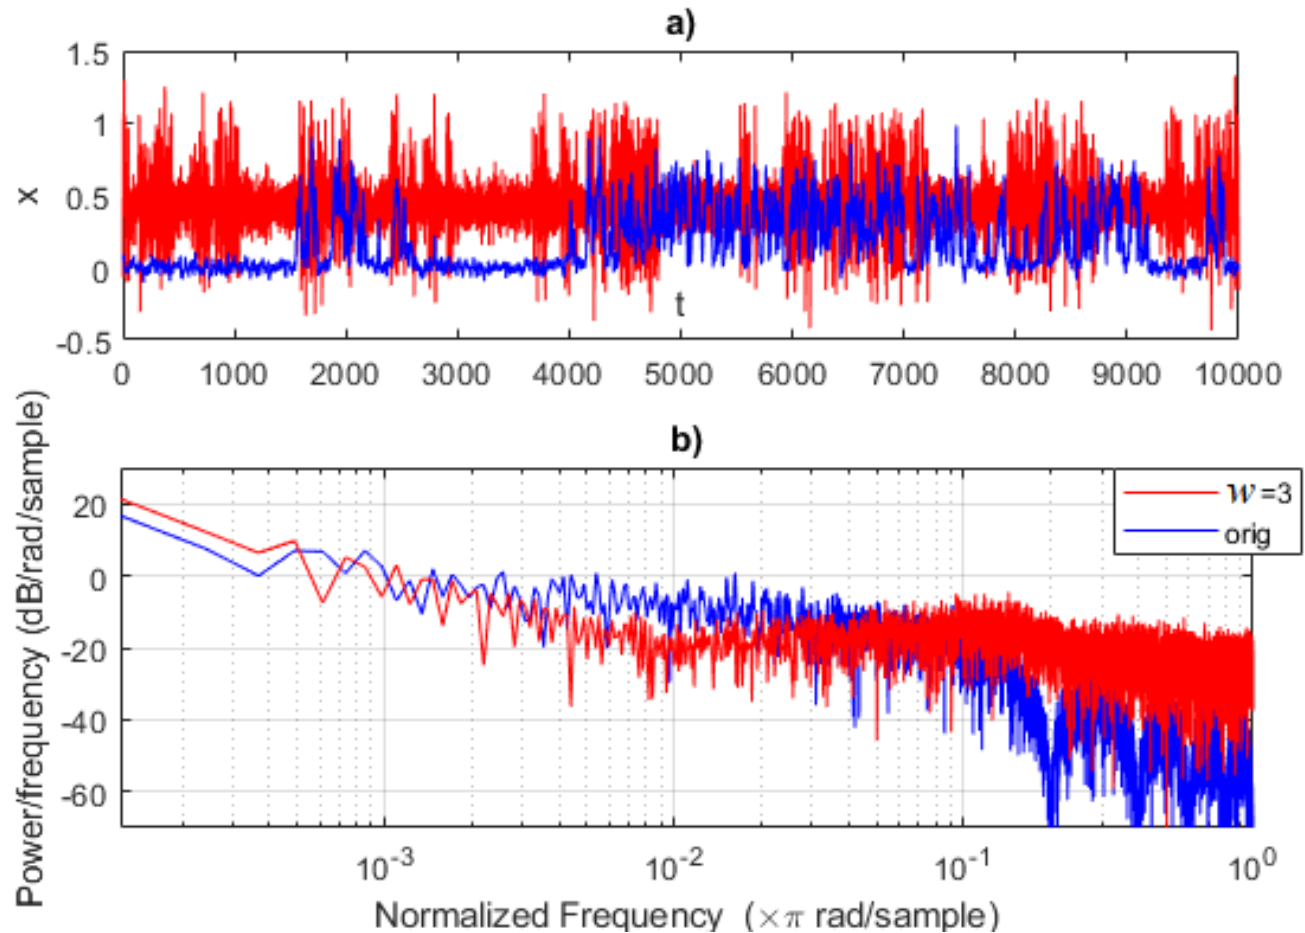 a)
1.5
1
0.5
0
-0.5
x
t
0 1000 2000 3000 4000 5000 6000 7000 8000 9000 10000
b)
20
0
-20
-40
-60
Power/frequency (dB/rad/sample)
w =3
orig
10-3 10-2 10-1 100
Normalized Frequency (×π rad/sample)